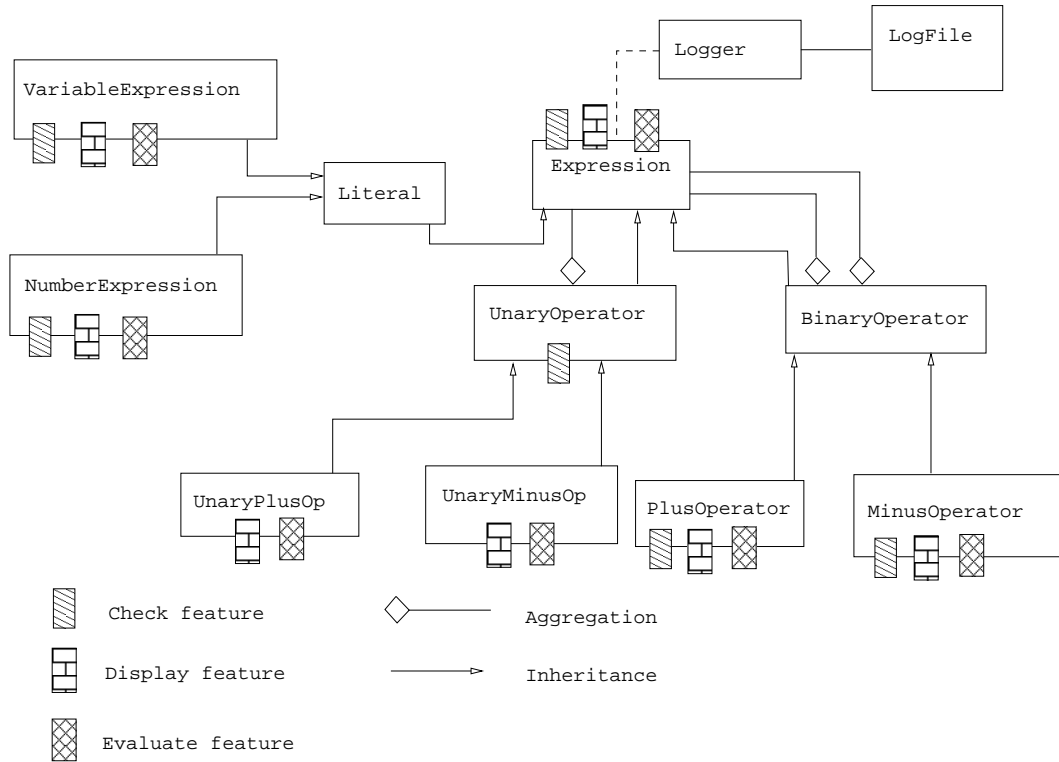 LogFile
Logger
VariableExpression
Expression
Literal
NumberExpression
UnaryOperator
BinaryOperator
UnaryPlusOp
UnaryMinusOp
PlusOperator
MinusOperator
Check feature
Aggregation
Display feature
Inheritance
Evaluate feature